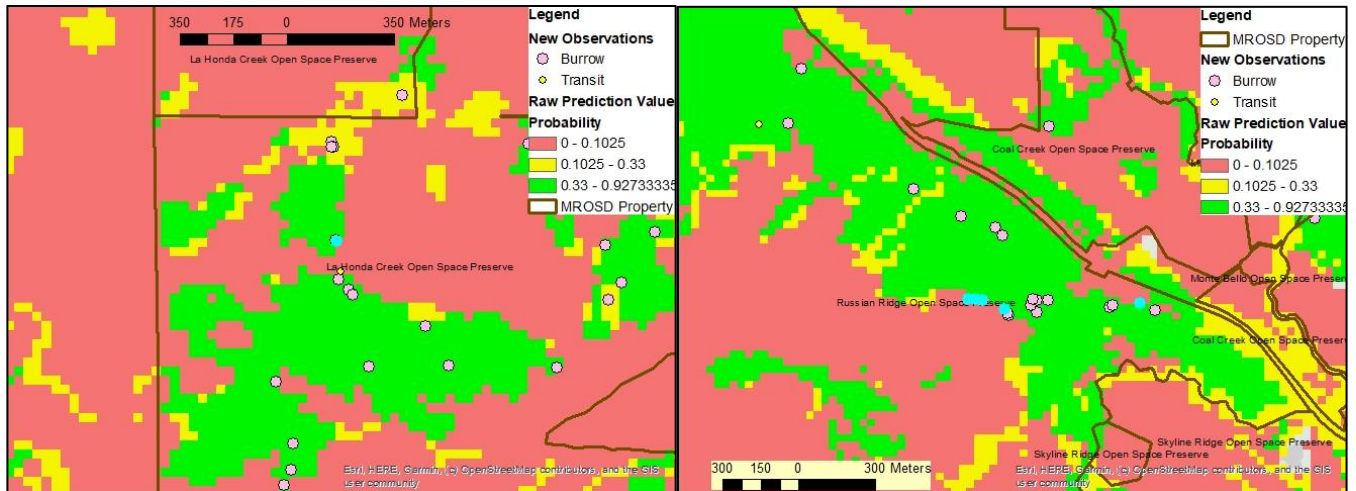 350 175 0 350 Meters
La Honda Creek Open Space Preserve
Legend
New Observations
Burrow
Transit
Raw Prediction Value
Probability
0 - 0.1025
0.1025 - 0.33
0.33 - 0.92733335
MROSD Property
La Honda Creek Open Space Preserve
Esri, HERE, Garmin, (c) OpenStreetMap contributors, and the GIS
user community
Legend
MROSD Property
New Observations
Burrow
Transit
Raw Prediction Value
Probability
0 - 0.1025
0.1025 - 0.33
0.33 - 0.92733335
Coal Creek Open Space Preserve
Monte Bello Open Space Preserv
Russian Ridge Open Space Preserve
Coal Creek Open Space Preserve
Skyline Ridge Open Space Preserve
Skyline Ridge Open Space Preserve
300 150 0 300 Meters
Esri, HERE, Garmin, (c) OpenStreetMap contributors, and the GIS
user community